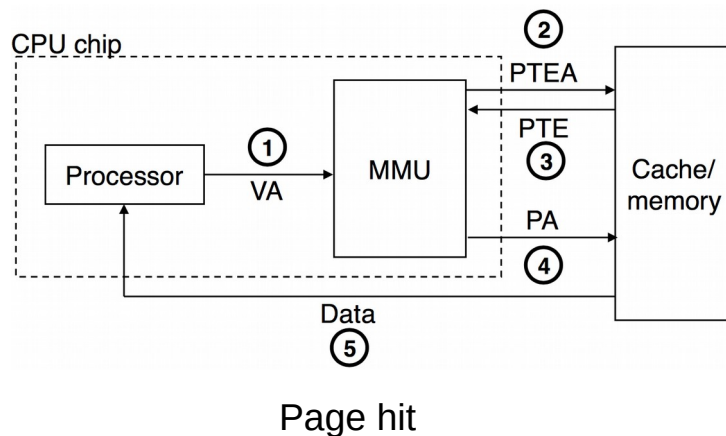 CPU chip
2
PTEA
PTE
3
1
VA
Processor
MMU
Cache/
memory
PA
4
Data
5
Page hit